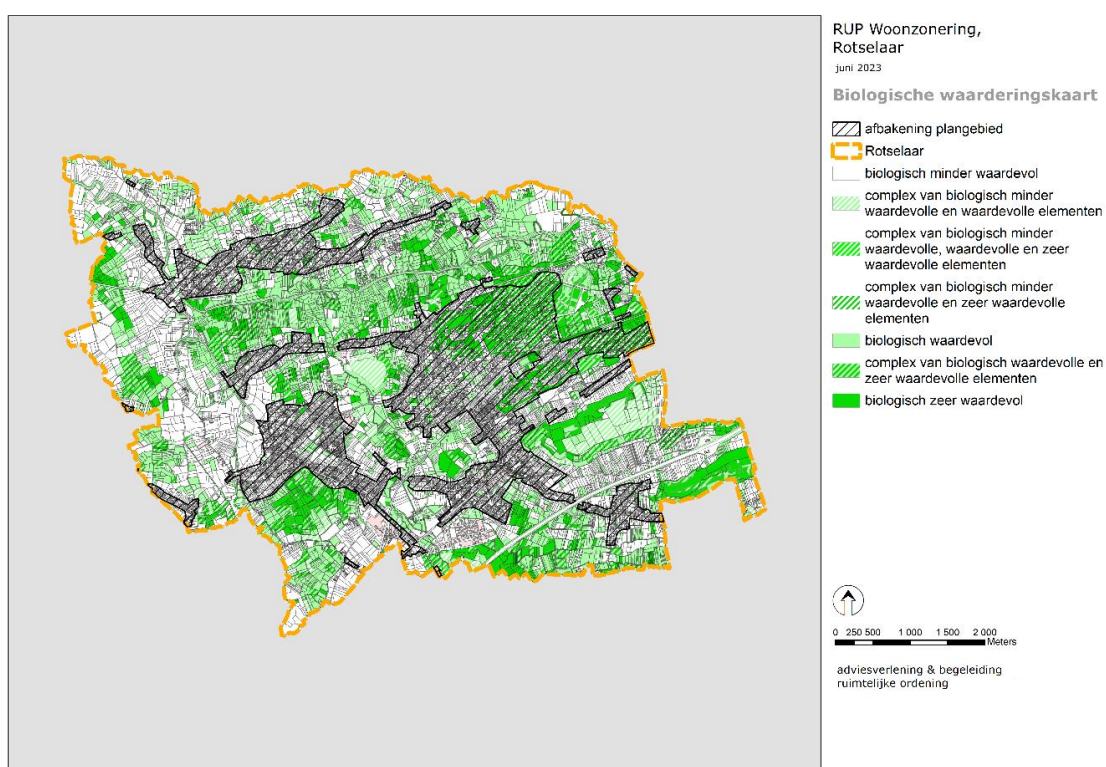 RUP Woonzonering,
Rotselaar
juni 2023
Biologische waarderingskaart
afbakening plangebied
Rotselaar
biologisch minder waardevol
complex van biologisch minder
waardevolle en waardevolle elementen
complex van biologisch minder
waardevolle, waardevolle en zeer
waardevolle elementen
complex van biologisch minder
waardevolle en zeer waardevolle
elementen
biologisch waardevol
complex van biologisch waardevolle en
zeer waardevolle elementen
biologisch zeer waardevol
0 250 500 1 000 1 500 2 000
Meters
adviesverlening & begeleiding
ruimtelijke ordening